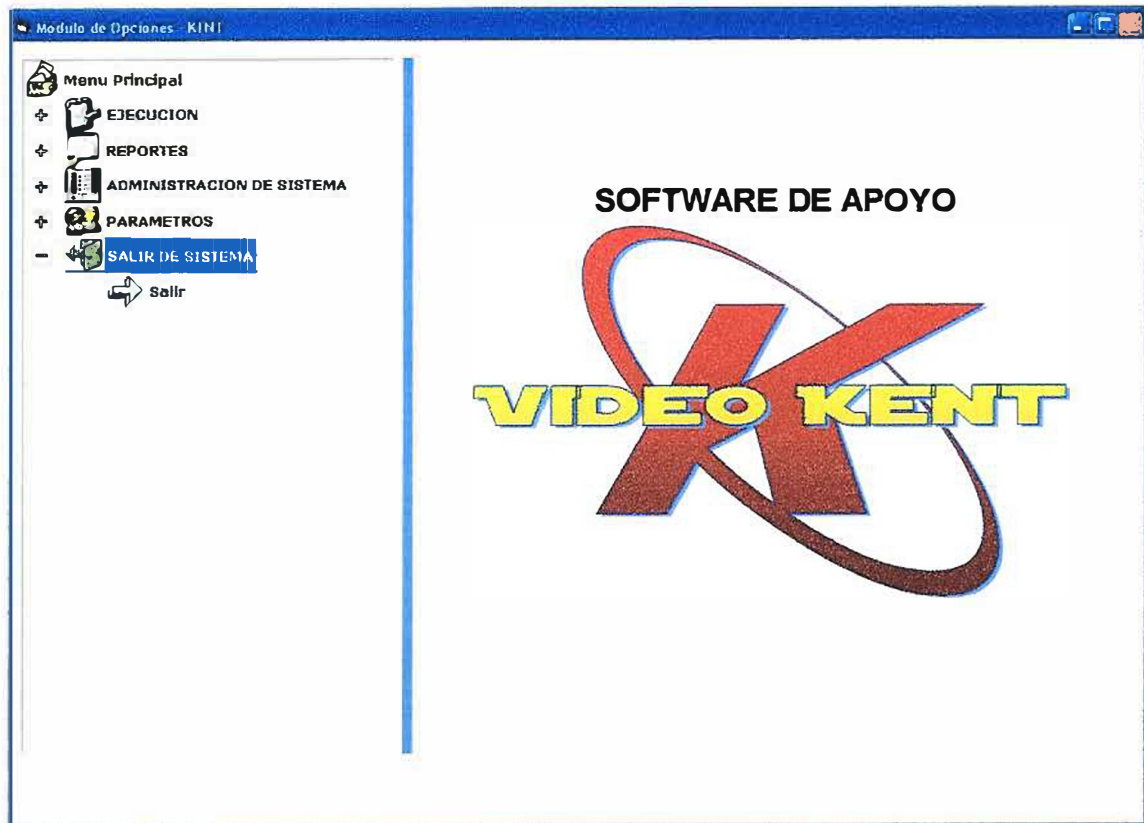 Modulo de Opciones - KINT
Menu Principal
EJECUCION
REPORTES
ADMINISTRACION DE SISTEMA
PARAMETROS
SALIR DE SISTEMA
Salir
SOFTWARE DE APOYO
K
VIDEO KENT